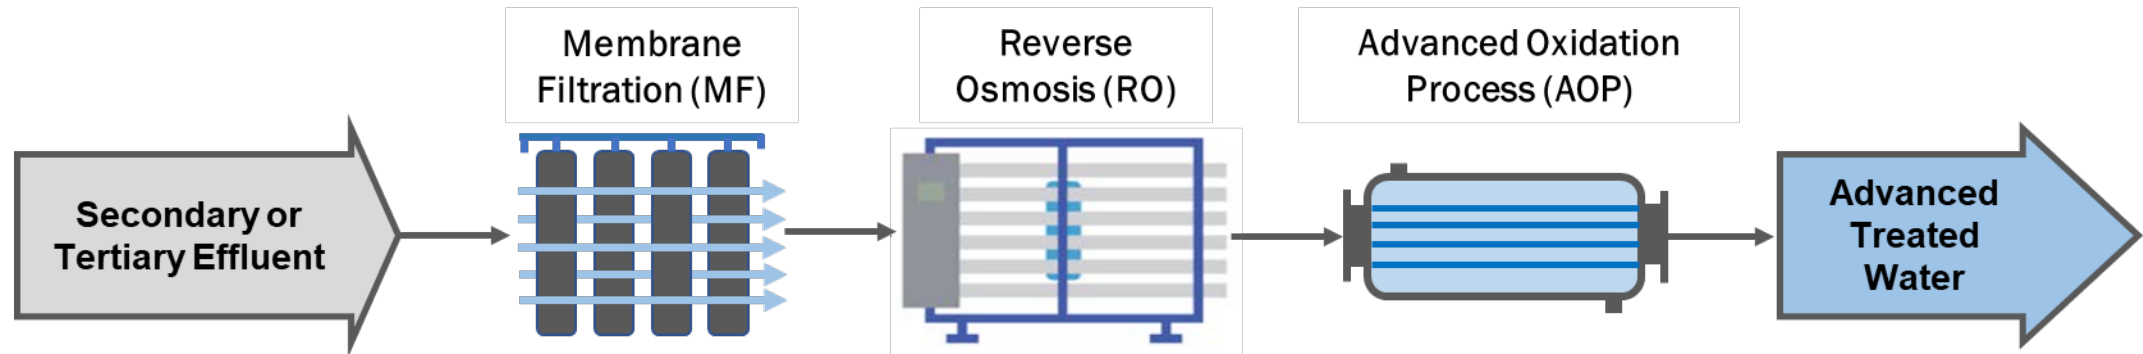 Secondary or
Tertiary Effluent
Membrane
Filtration (MF)
Reverse
Osmosis (RO)
Advanced Oxidation
Process (AOP)
Advanced
Treated
Water